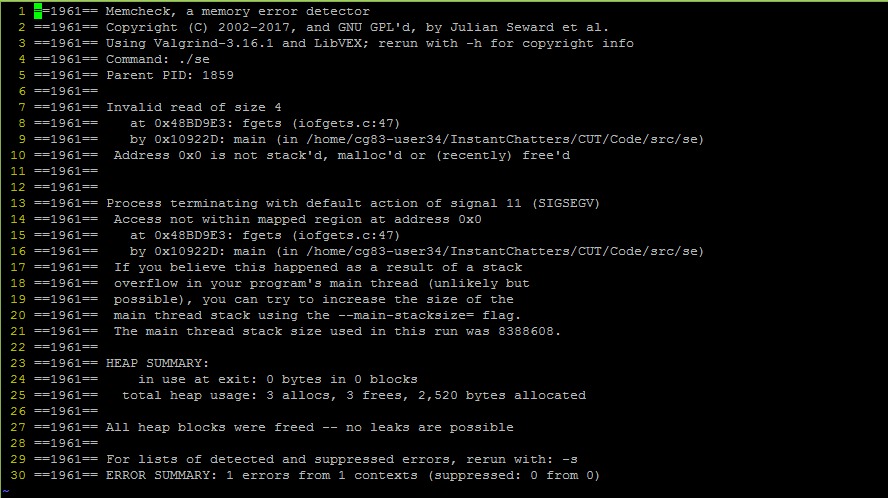 1 ==1961== Memcheck, a memory error detector
2 ==1961== Copyright (C) 2002-2017, and GNU GPL'd, by Julian Seward et al.
3 ==1961== Using Valgrind-3.16.1 and LibVEX; rerun with -h for copyright info
4 ==1961== Command: ./se
5 ==1961== Parent PID: 1859
6 ==1961==
7 ==1961== Invalid read of size 4
8 ==1961==    at 0x48BD9E3: fgets (iofgets.c:47)
9 ==1961==    by 0x10922D: main (in /home/cg83-user34/InstantChatters/CUT/Code/src/se)
10 ==1961==  Address 0x0 is not stack'd, malloc'd or (recently) free'd
11 ==1961==
12 ==1961==
13 ==1961== Process terminating with default action of signal 11 (SIGSEGV)
14 ==1961==  Access not within mapped region at address 0x0
15 ==1961==    at 0x48BD9E3: fgets (iofgets.c:47)
16 ==1961==    by 0x10922D: main (in /home/cg83-user34/InstantChatters/CUT/Code/src/se)
17 ==1961==  If you believe this happened as a result of a stack
18 ==1961==  overflow in your program's main thread (unlikely but
19 ==1961==  possible), you can try to increase the size of the
20 ==1961==  main thread stack using the --main-stacksize= flag.
21 ==1961==  The main thread stack size used in this run was 8388608.
22 ==1961==
23 ==1961== HEAP SUMMARY:
24 ==1961==     in use at exit: 0 bytes in 0 blocks
25 ==1961==   total heap usage: 3 allocs, 3 frees, 2,520 bytes allocated
26 ==1961==
27 ==1961== All heap blocks were freed -- no leaks are possible
28 ==1961==
29 ==1961== For lists of detected and suppressed errors, rerun with: -s
30 ==1961== ERROR SUMMARY: 1 errors from 1 contexts (suppressed: 0 from 0)
~